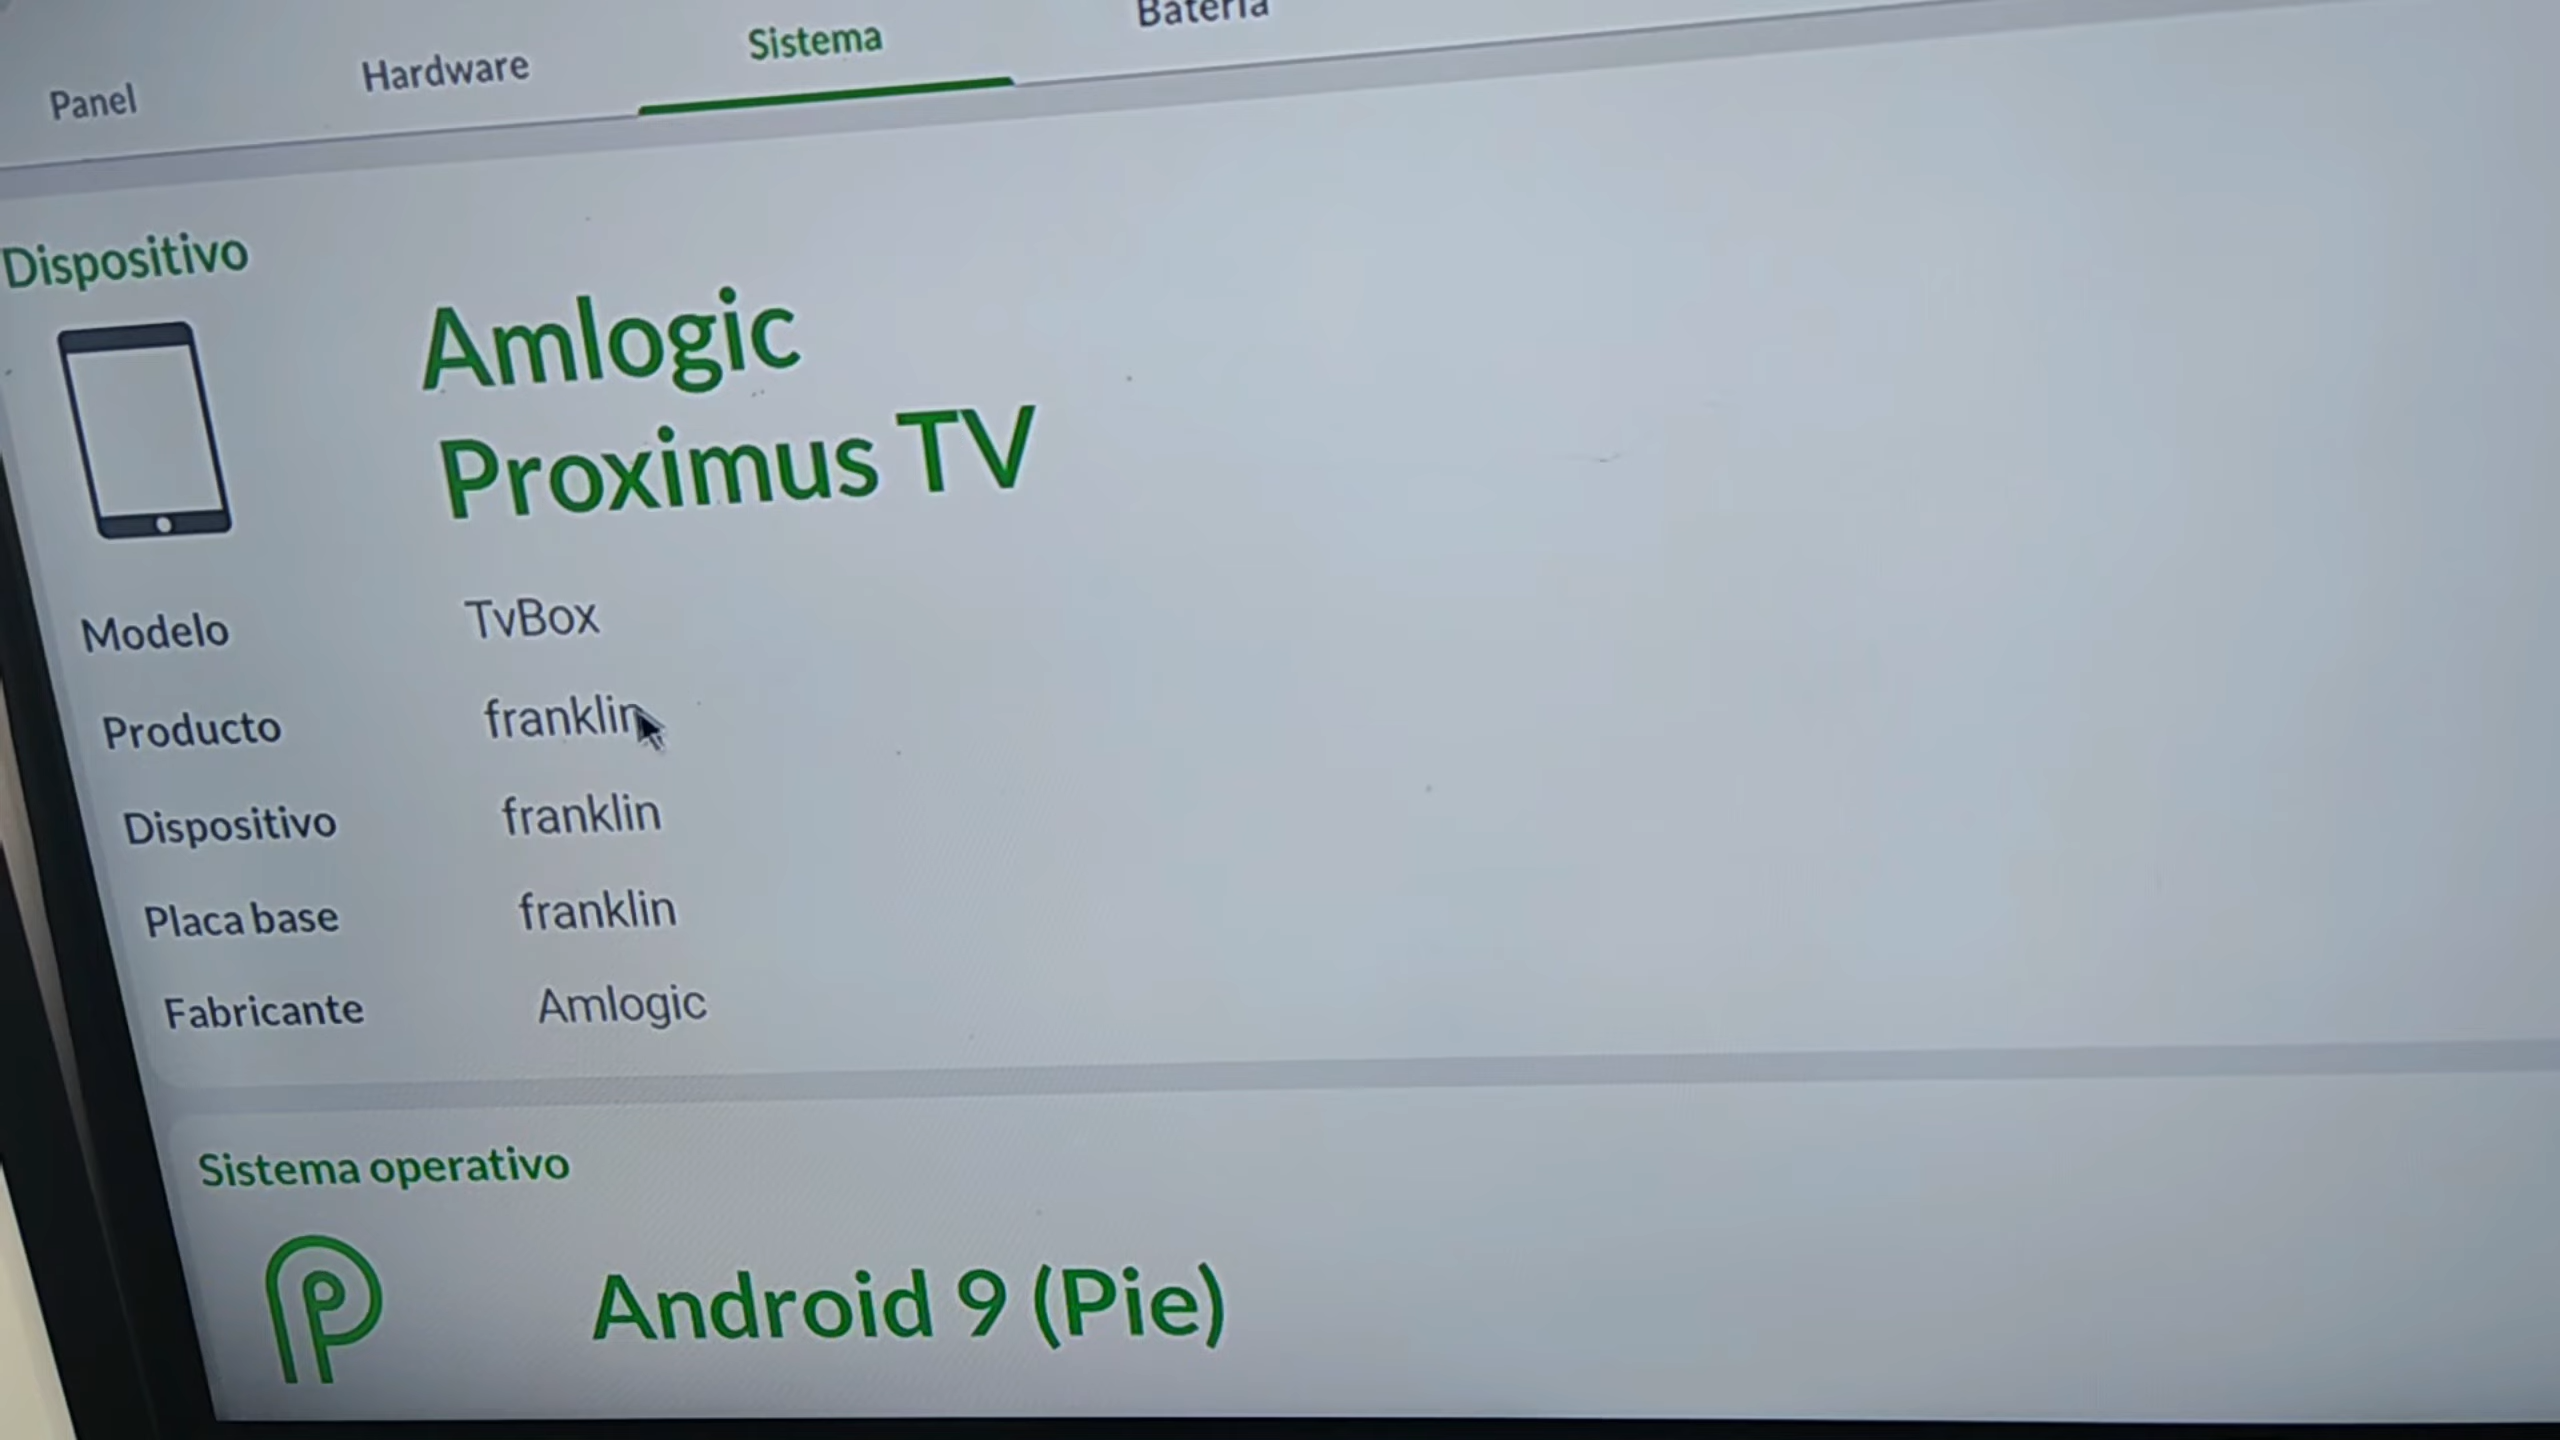 Panel
Hardware
Sistema
Batería
Dispositivo
Amlogic
Proximus TV
Modelo
TvBox
Producto
franklin
Dispositivo
franklin
Placa base
franklin
Fabricante
Amlogic
Sistema operativo
Android 9 (Pie)